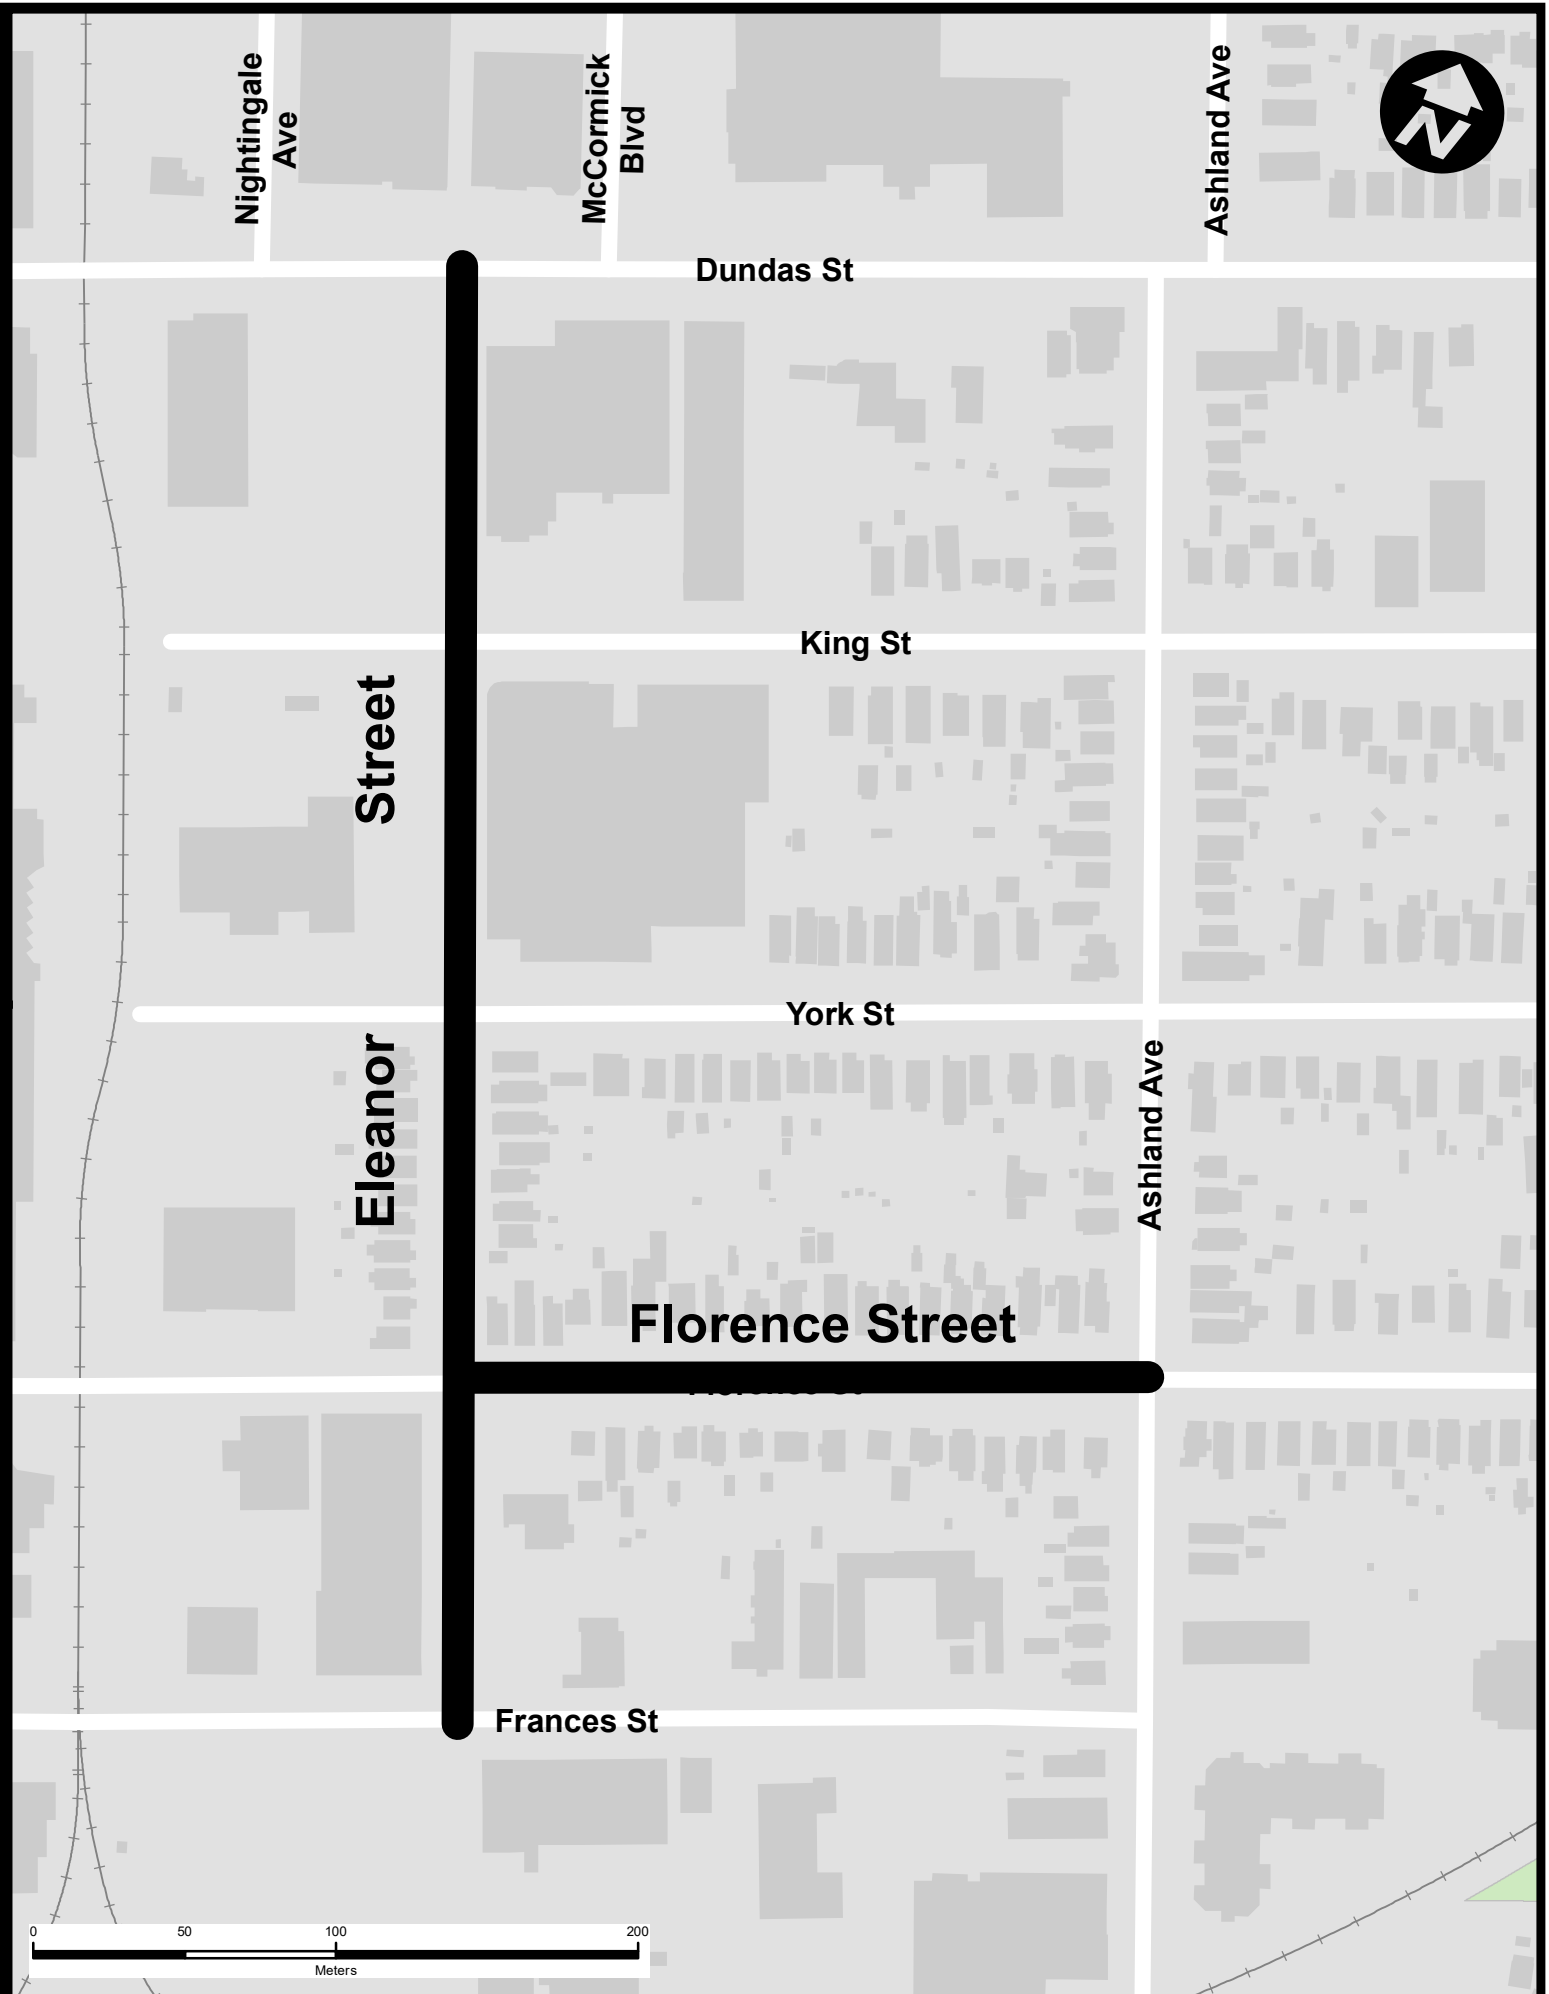 Nightingale
Ave
McCormick
Blvd
Ashland Ave
N
Dundas St
King St
Street
York St
Eleanor
Ashland Ave
Florence Street
Frances St
0 50 100 200
Meters